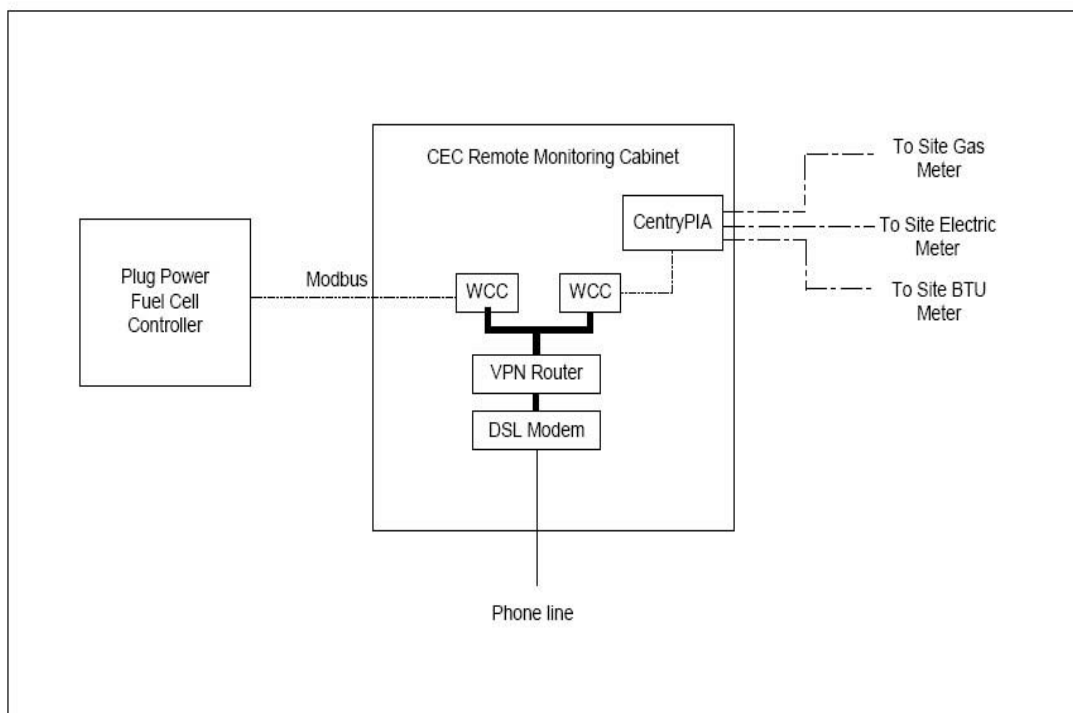 CEC Remote Monitoring Cabinet
To Site Gas
Meter
CentryPIA
To Site Electric
Meter
Plug Power
Fuel Cell
Controller
Modbus
WCC
WCC
To Site BTU
Meter
VPN Router
DSL Modem
Phone line